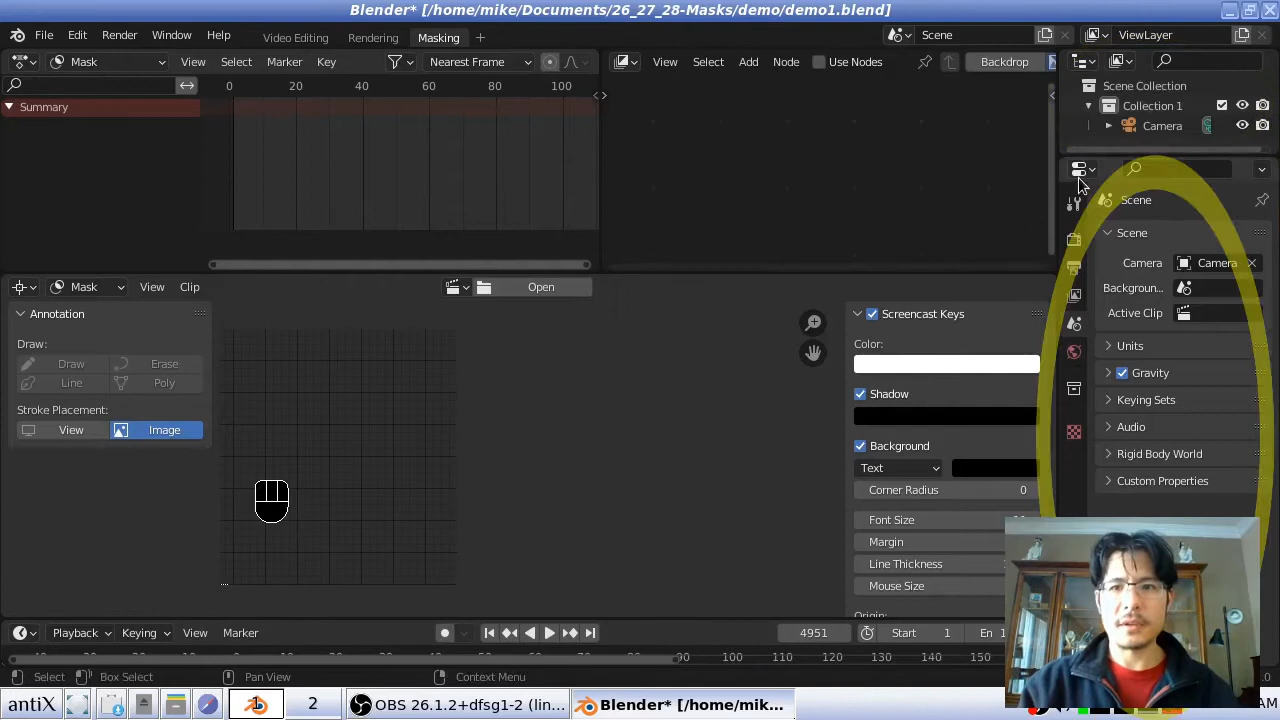 Blender* [/home/mike/Documents/26_27_28-Masks/demo/demo1.blend]
File Edit Render Window Help Video Editing Rendering Masking Scene ViewLayer
Mask View Select Marker Key Nearest Frame View Select Add Node Use Nodes Backdrop
0 20 40 60 80 100
Summary
Scene Collection
Collection 1
Camera
Scene
Scene
Camera Camera
Backgroun...
Active Clip
Units
Gravity
Keying Sets
Audio
Rigid Body World
Custom Properties
Mask View Clip Open
Annotation
Draw:
Draw Erase
Line Poly
Stroke Placement:
View Image
Screencast Keys
Color:
Shadow
Background
Text
Corner Radius 0
Font Size
Margin
Line Thickness
Mouse Size
Origin:
Playback Keying View Marker 4951 Start 1 En 1
90 100 110 120 130 140 150
Select Box Select Pan View Context Menu
antiX 1 2 OBS 26.1.2+dfsg1-2 (lin... Blender* [/home/mik...